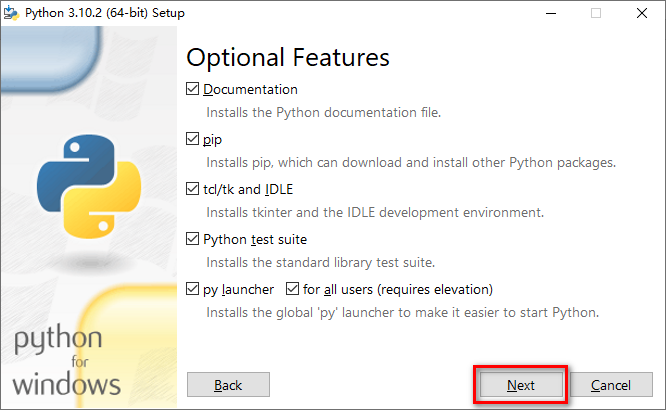 Python 3.10.2 (64-bit) Setup
Optional Features
Documentation
Installs the Python documentation file.
pip
Installs pip, which can download and install other Python packages.
tcl/tk and IDLE
Installs tkinter and the IDLE development environment.
Python test suite
Installs the standard library test suite.
py launcher for all users (requires elevation)
Installs the global 'py' launcher to make it easier to start Python.
python
for
windows
Back Next Cancel